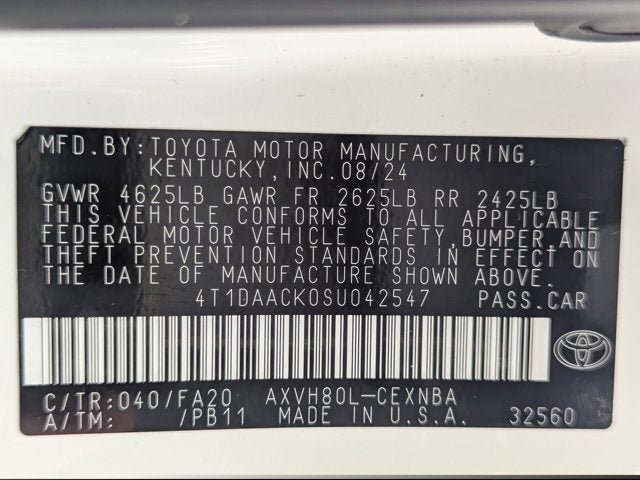 MFD. BY: TOYOTA MOTOR MANUFACTURING,
KENTUCKY, INC. 08/24
GVWR 4625LB GAWR FR 2625LB RR 2425LB
THIS VEHICLE CONFORMS TO ALL APPLICABLE
FEDERAL MOTOR VEHICLE SAFETY, BUMPER, AND
THEFT PREVENTION STANDARDS IN EFFECT ON
THE DATE OF MANUFACTURE SHOWN ABOVE.
4T1DAACK0SU042547 PASS. CAR
C/TR: 040/FA20 AXVH80L-CEXNBA
A/TM: /PB11 MADE IN U.S.A. 32560